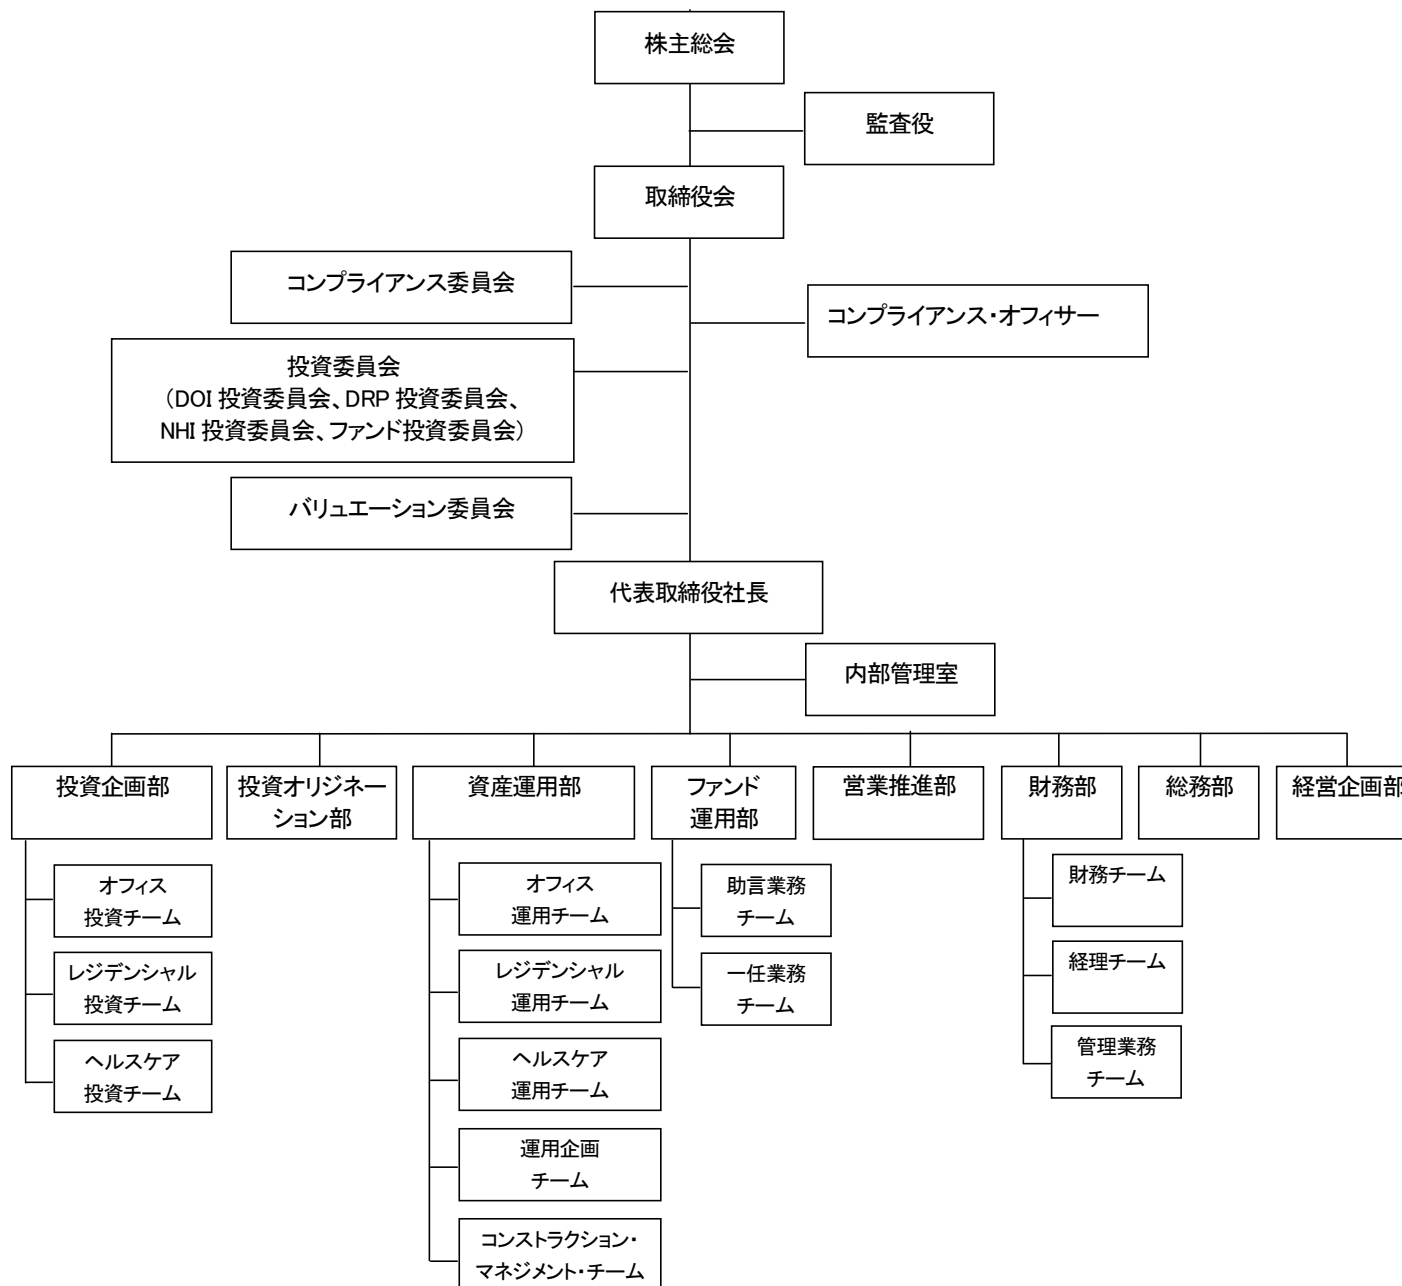 株主総会
監査役
取締役会
コンプライアンス委員会
コンプライアンス・オフィサー
投資委員会
（DOI 投資委員会、DRP 投資委員会、
NHI 投資委員会、ファンド投資委員会）
バリュエーション委員会
代表取締役社長
内部管理室
投資企画部
投資オリジネー
ション部
資産運用部
ファンド
運用部
営業推進部
財務部
総務部
経営企画部
オフィス
投資チーム
レジデンシャル
投資チーム
ヘルスケア
投資チーム
オフィス
運用チーム
レジデンシャル
運用チーム
ヘルスケア
運用チーム
運用企画
チーム
コンストラクション・
マネジメント・チーム
助言業務
チーム
一任業務
チーム
財務チーム
経理チーム
管理業務
チーム